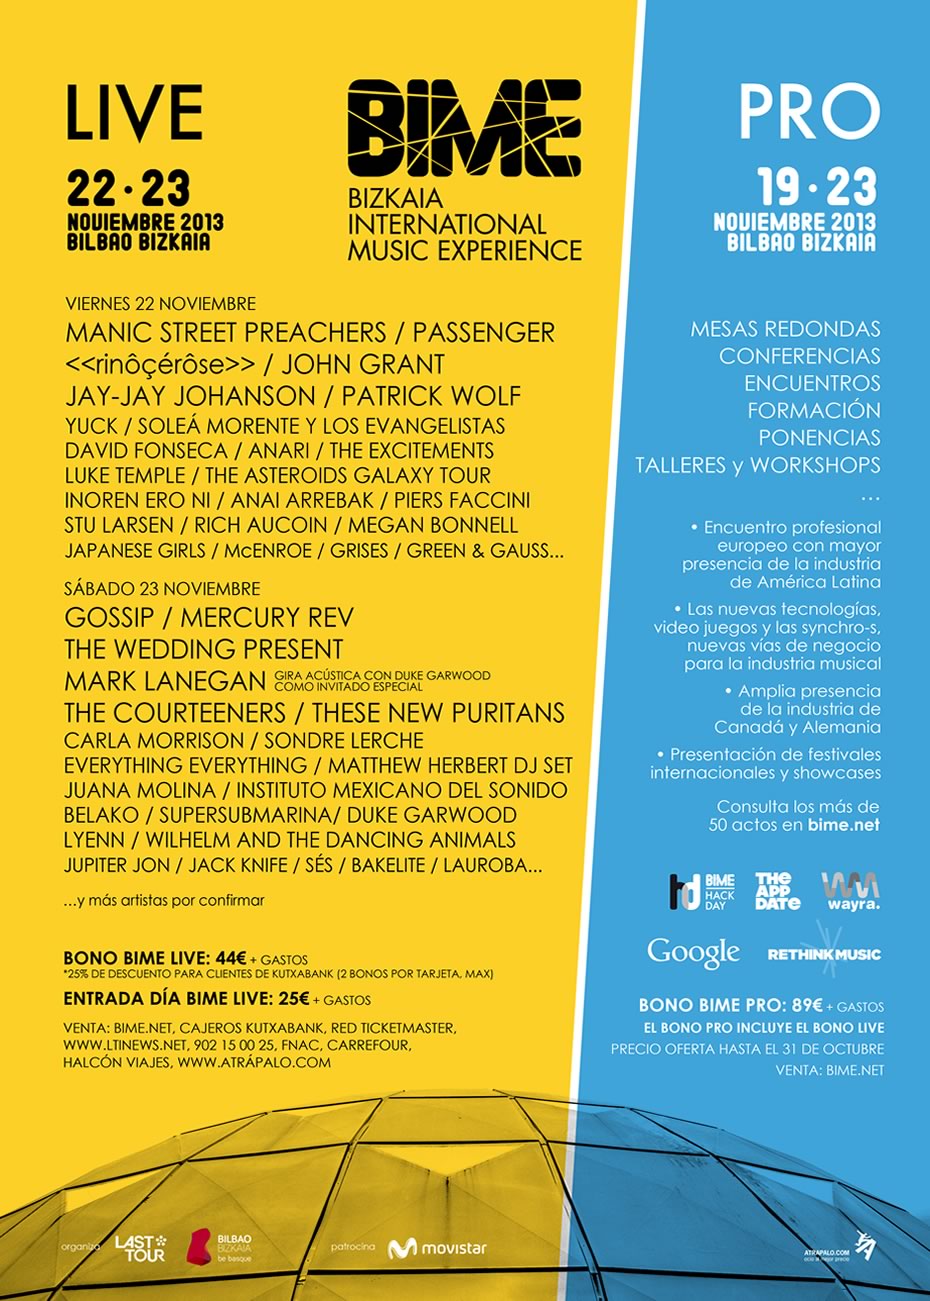 LIVE
22·23
NOVIEMBRE 2013
BILBAO BIZKAIA
BIME
BIZKAIA
INTERNATIONAL
MUSIC EXPERIENCE
VIERNES 22 NOVIEMBRE
MANIC STREET PREACHERS / PASSENGER
<<rinôçérôse>> / JOHN GRANT
JAY-JAY JOHANSON / PATRICK WOLF
YUCK / SOLEÁ MORENTE Y LOS EVANGELISTAS
DAVID FONSECA / ANARI / THE EXCITEMENTS
LUKE TEMPLE / THE ASTEROIDS GALAXY TOUR
INOREN ERO NI / ANAI ARREBAK / PIERS FACCINI
STU LARSEN / RICH AUCOIN / MEGAN BONNELL
JAPANESE GIRLS / McENROE / GRISES / GREEN & GAUSS...
SÁBADO 23 NOVIEMBRE
GOSSIP / MERCURY REV
THE WEDDING PRESENT
MARK LANEGAN GIRA ACÚSTICA CON DUKE GARWOOD
COMO INVITADO ESPECIAL
THE COURTEENERS / THESE NEW PURITANS
CARLA MORRISON / SONDRE LERCHE
EVERYTHING EVERYTHING / MATTHEW HERBERT DJ SET
JUANA MOLINA / INSTITUTO MEXICANO DEL SONIDO
BELAKO / SUPERSUBMARINA/ DUKE GARWOOD
LYENN / WILHELM AND THE DANCING ANIMALS
JUPITER JON / JACK KNIFE / SÉS / BAKELITE / LAUROBA...
...y más artistas por confirmar
BONO BIME LIVE: 44€ + GASTOS
*25% DE DESCUENTO PARA CLIENTES DE KUTXABANK (2 BONOS POR TARJETA, MAX)
ENTRADA DÍA BIME LIVE: 25€ + GASTOS
VENTA: BIME.NET, CAJEROS KUTXABANK, RED TICKETMASTER,
WWW.LTINEWS.NET, 902 15 00 25, FNAC, CARREFOUR,
HALCÓN VIAJES, WWW.ATRÁPALO.COM
PRO
19·23
NOVIEMBRE 2013
BILBAO BIZKAIA
MESAS REDONDAS
CONFERENCIAS
ENCUENTROS
FORMACIÓN
PONENCIAS
TALLERES y WORKSHOPS
...
• Encuentro profesional
europeo con mayor
presencia de la industria
de América Latina
• Las nuevas tecnologías,
video juegos y las synchro-s,
nuevas vías de negocio
para la industria musical
• Amplia presencia
de la industria de
Canadá y Alemania
• Presentación de festivales
internacionales y showcases
Consulta los más de
50 actos en bime.net
hd BIME
HACK
DAY
THE
APP
DATE
wayra.
Google
RETHINK MUSIC
BONO BIME PRO: 89€ + GASTOS
EL BONO PRO INCLUYE EL BONO LIVE
PRECIO OFERTA HASTA EL 31 DE OCTUBRE
VENTA: BIME.NET
organiza
LAST
TOUR
BILBAO
BIZKAIA
be basque
patrocina
movistar
ATRAPALO.COM
ocio al mejor precio